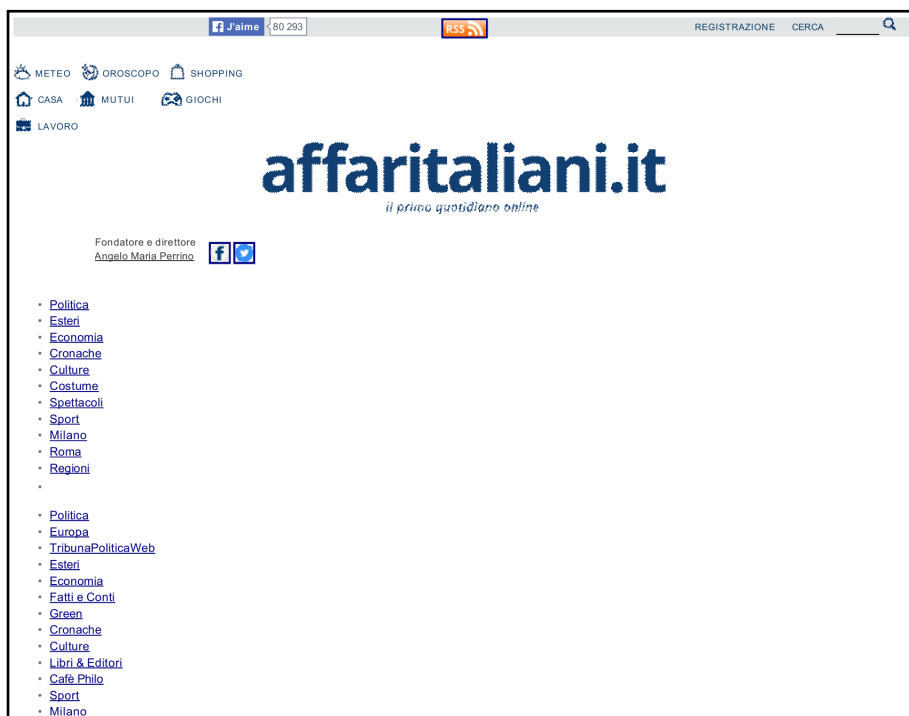 J'aime 80 293 RSS REGISTRAZIONE CERCA
METEO OROSCOPO SHOPPING
CASA MUTUI GIOCHI
LAVORO
affaritaliani.it
il primo quotidiano online
Fondatore e direttore
Angelo Maria Perrino
• Politica
• Esteri
• Economia
• Cronache
• Culture
• Costume
• Spettacoli
• Sport
• Milano
• Roma
• Regioni
•
• Politica
• Europa
• TribunaPoliticaWeb
• Esteri
• Economia
• Fatti e Conti
• Green
• Cronache
• Culture
• Libri & Editori
• Cafè Philo
• Sport
• Milano